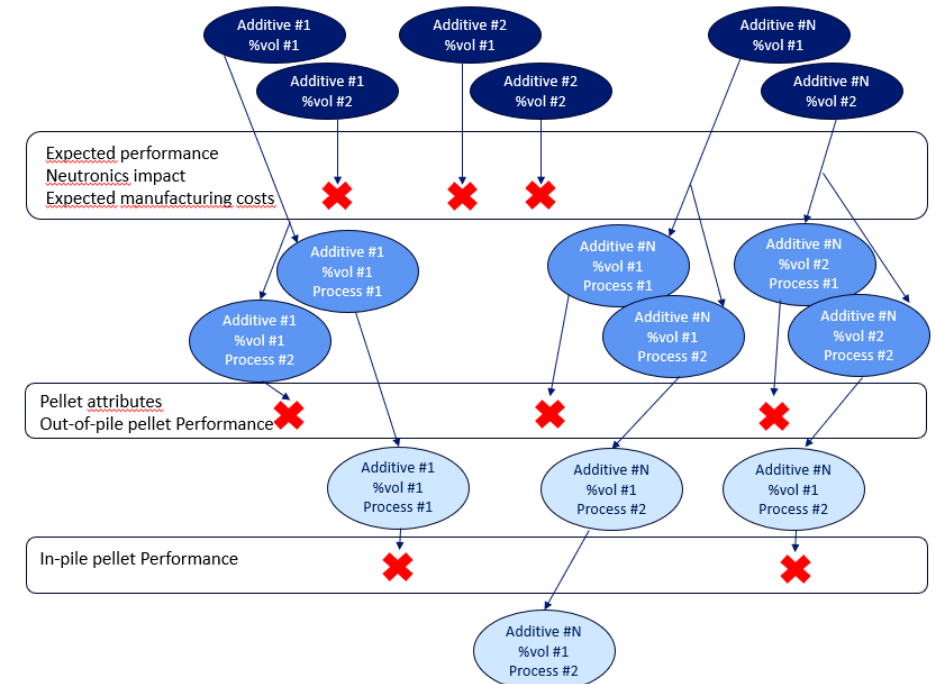 Additive #1
%vol #1
Additive #2
%vol #1
Additive #N
%vol #1
Additive #1
%vol #2
Additive #2
%vol #2
Additive #N
%vol #2
Expected performance
Neutronics impact
Expected manufacturing costs
Additive #1
%vol #1
Process #1
Additive #N
%vol #1
Process #1
Additive #N
%vol #2
Process #1
Additive #1
%vol #1
Process #2
Additive #N
%vol #1
Process #2
Additive #N
%vol #2
Process #2
Pellet attributes
Out-of-pile pellet Performance
Additive #1
%vol #1
Process #1
Additive #N
%vol #1
Process #2
Additive #N
%vol #1
Process #2
In-pile pellet Performance
Additive #N
%vol #1
Process #2